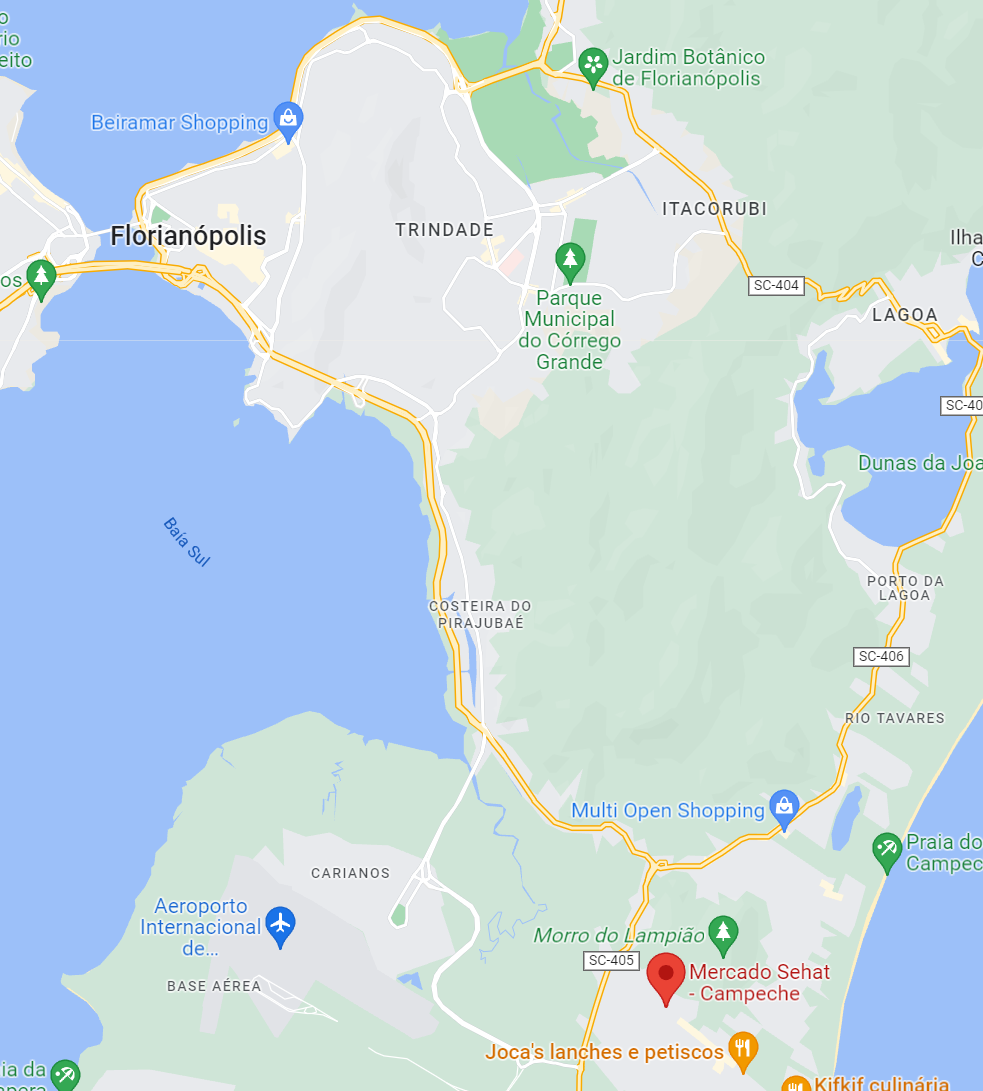 o
rio
eito
Jardim Botânico
de Florianópolis
Beiramar Shopping
ITACORUBI
TRINDADE
Florianópolis
Ilha
C
os
SC-404
Parque
Municipal
do Córrego
Grande
LAGOA
SC-40
Dunas da Joa
Baía Sul
PORTO DA
LAGOA
COSTEIRA DO
PIRAJUBAÉ
SC-406
RIO TAVARES
Multi Open Shopping
Praia do
Campec
CARIANOS
Aeroporto
Internacional
de...
Morro do Lampião
SC-405
Mercado Sehat
- Campeche
BASE AÉREA
Joca's lanches e petiscos
ia da
pera
Kifkif culinária